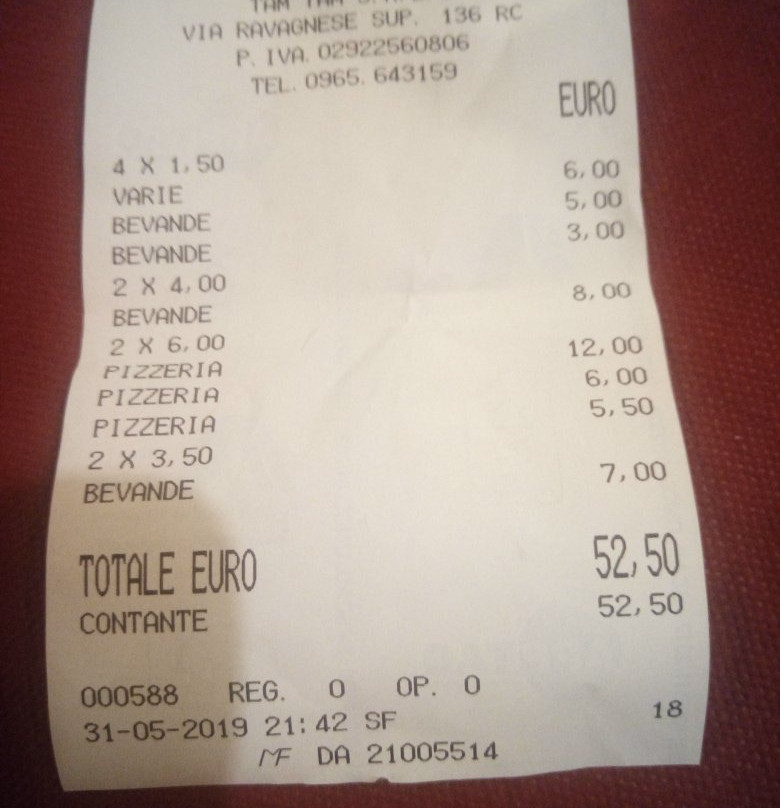 VIA RAVAGNESE SUP. 136 RC
P. IVA. 02922560806
TEL. 0965. 643159
EURO
4 X 1,50
VARIE 6,00
BEVANDE 5,00
BEVANDE 3,00
2 X 4,00
BEVANDE 8,00
2 X 6,00
PIZZERIA 12,00
PIZZERIA 6,00
PIZZERIA 5,50
2 X 3,50
BEVANDE 7,00
TOTALE EURO 52,50
CONTANTE 52,50
000588 REG. 0 OP. 0
31-05-2019 21:42 SF 18
MF DA 21005514